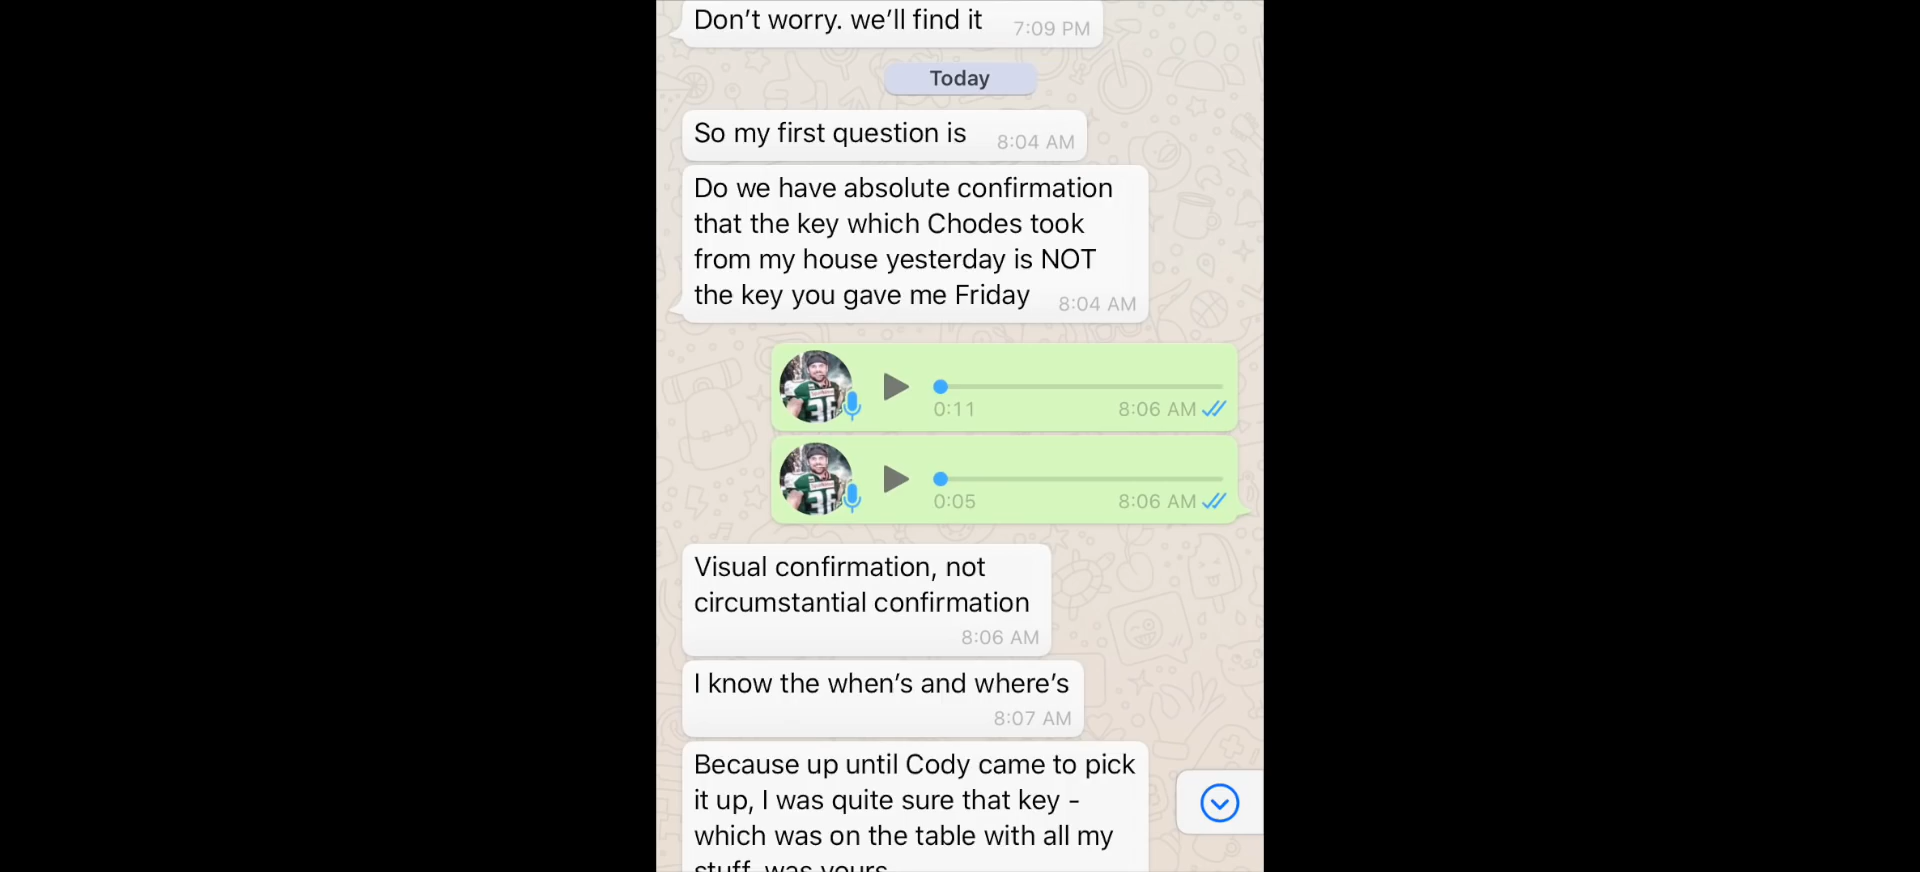 Don’t worry. we’ll find it 7:09 PM
Today
So my first question is 8:04 AM
Do we have absolute confirmation
that the key which Chodes took
from my house yesterday is NOT
the key you gave me Friday 8:04 AM
0:11 8:06 AM
0:05 8:06 AM
Visual confirmation, not
circumstantial confirmation
8:06 AM
I know the when’s and where’s
8:07 AM
Because up until Cody came to pick
it up, I was quite sure that key -
which was on the table with all my
stuff, was yours